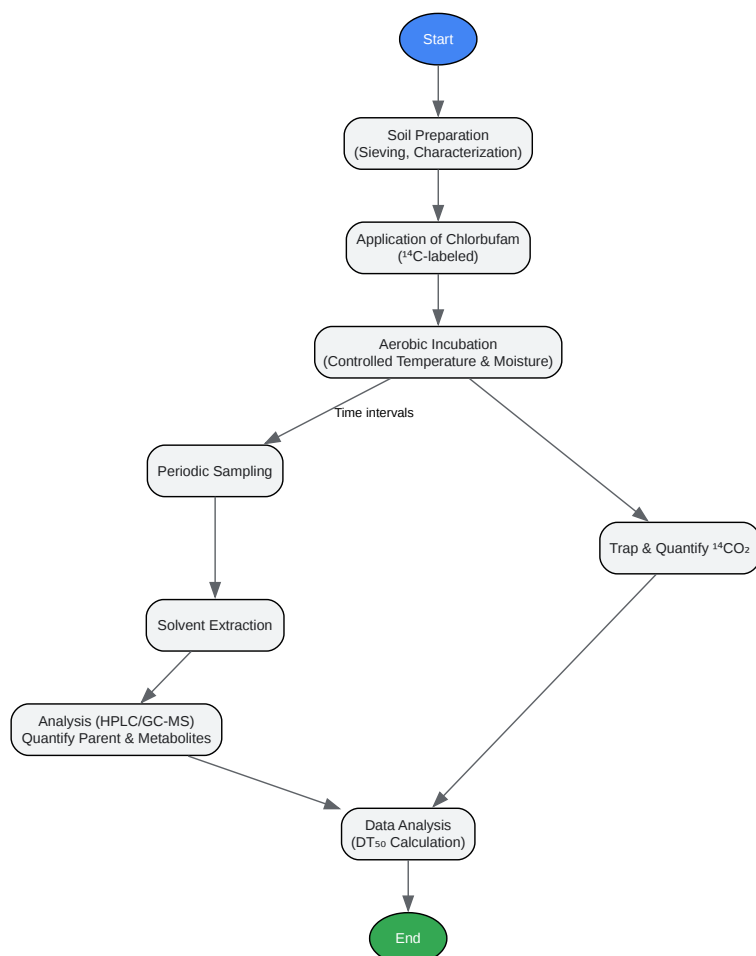 Start
Soil Preparation
(Sieving, Characterization)
Application of Chlorbufam
(¹⁴C-labeled)
Aerobic Incubation
(Controlled Temperature & Moisture)
Time intervals
Periodic Sampling
Trap & Quantify ¹⁴CO₂
Solvent Extraction
Analysis (HPLC/GC-MS)
Quantify Parent & Metabolites
Data Analysis
(DT₅₀ Calculation)
End